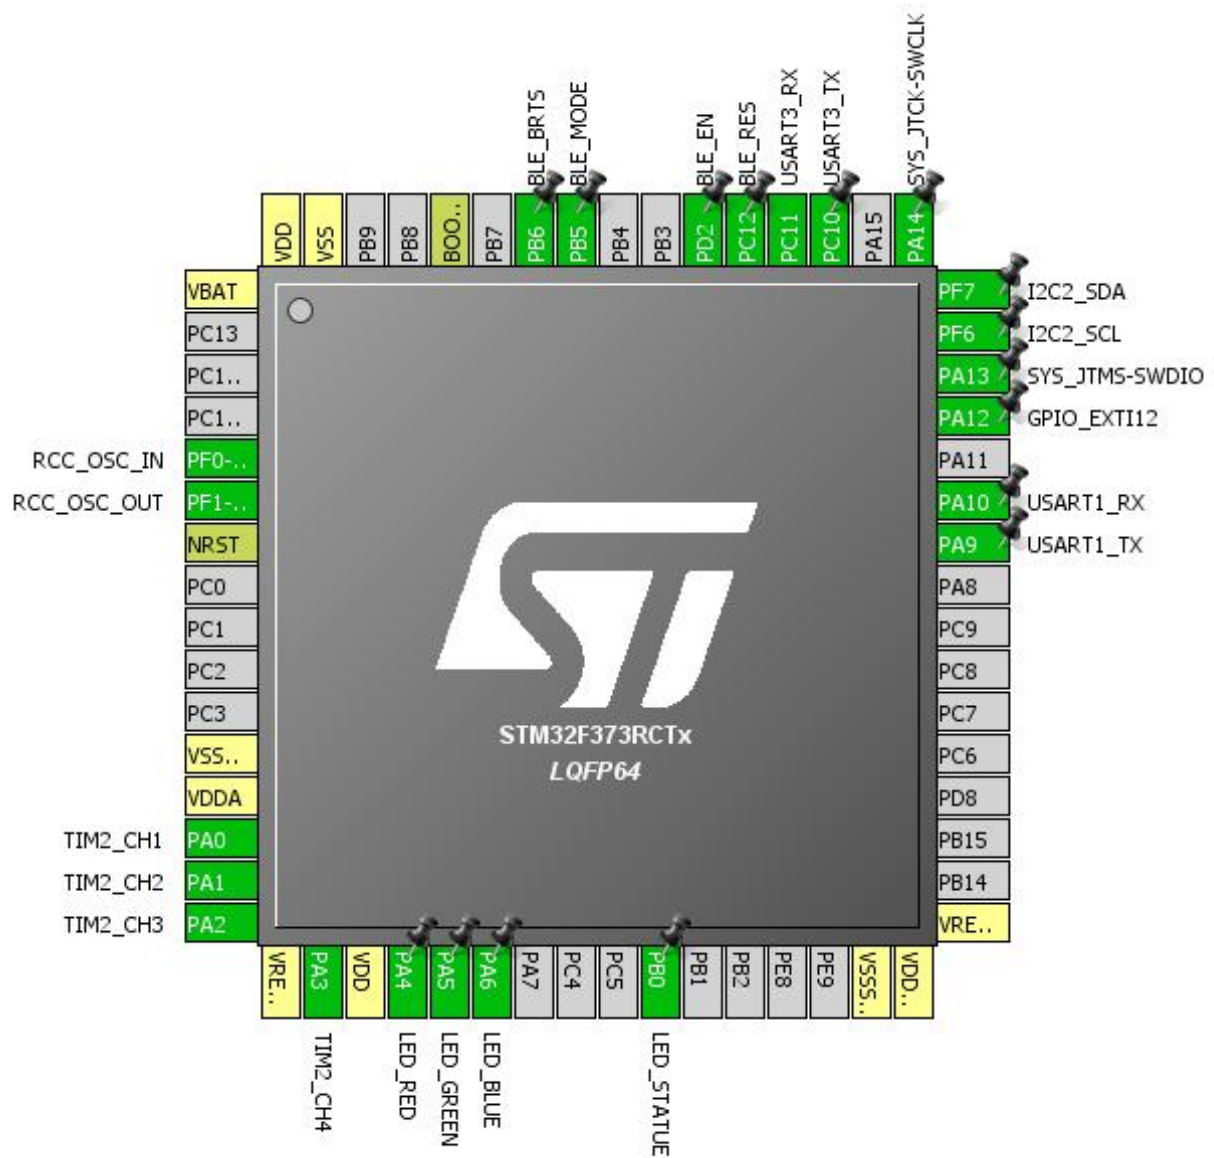 BLE_BRTS
BLE_MODE
BLE_EN
BLE_RES
USART3_RX
USART3_TX
SYS_JTCK-SWCLK
VDD
VSS
PB9
PB8
BOO..
PB7
PB6
PB5
PB4
PB3
PD2
PC12
PC11
PC10
PA15
PA14
VBAT
PC13
PC1..
PC1..
RCC_OSC_IN PF0-..
RCC_OSC_OUT PF1-..
NRST
PC0
PC1
PC2
PC3
VSS..
VDDA
TIM2_CH1 PA0
TIM2_CH2 PA1
TIM2_CH3 PA2
ST
STM32F373RCTx
LQFP64
PF7 I2C2_SDA
PF6 I2C2_SCL
PA13 SYS_JTMS-SWDIO
PA12 GPIO_EXTI12
PA11
PA10 USART1_RX
PA9 USART1_TX
PA8
PC9
PC8
PC7
PC6
PD8
PB15
PB14
VRE..
VRE..
PA3
VDD
PA4
PA5
PA6
PA7
PC4
PC5
PB0
PB1
PB2
PE8
PE9
VSSS..
VDD..
TIM2_CH4
LED_RED
LED_GREEN
LED_BLUE
LED_STATUE